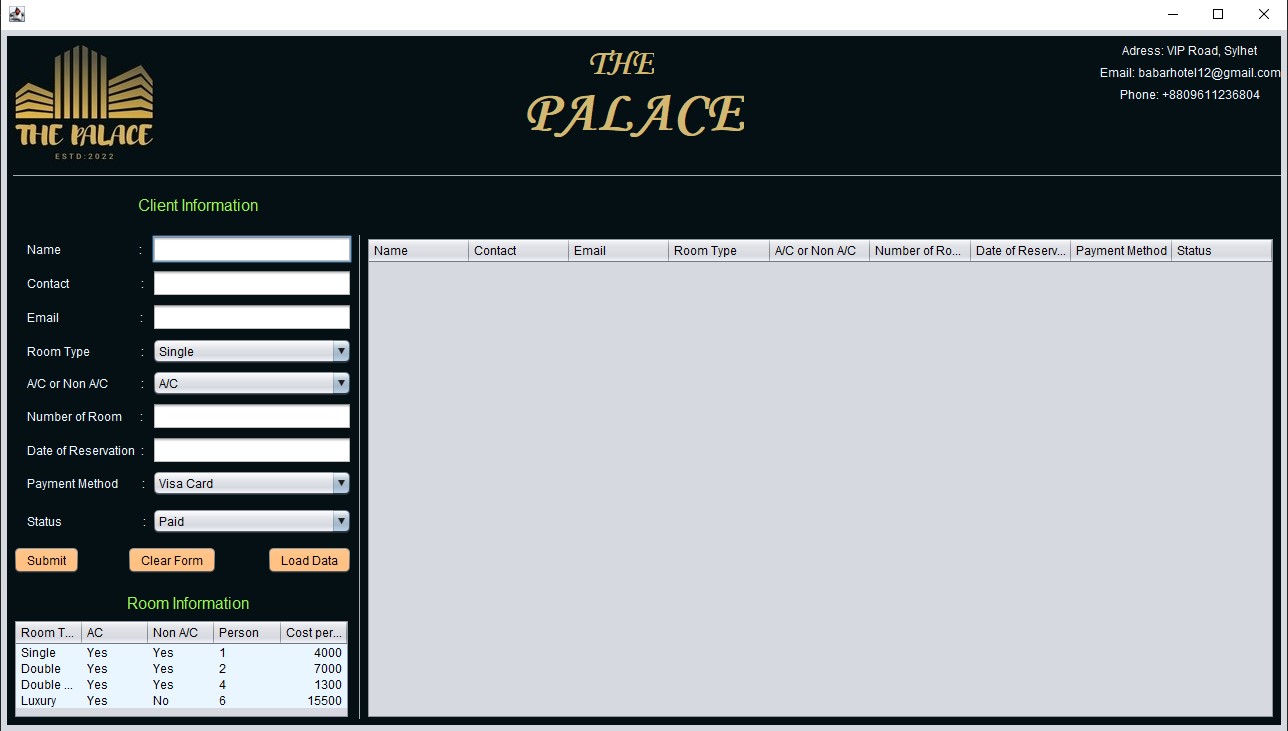 THE PALACE
ESTD:2022
THE
PALACE
Adress: VIP Road, Sylhet
Email: babarhotel12@gmail.com
Phone: +8809611236804
Client Information
Name :
Contact :
Email :
Room Type : Single
A/C or Non A/C : A/C
Number of Room :
Date of Reservation :
Payment Method : Visa Card
Status : Paid
Submit Clear Form Load Data
Room Information
Room T... AC Non A/C Person Cost per...
Single Yes Yes 1 4000
Double Yes Yes 2 7000
Double ... Yes Yes 4 1300
Luxury Yes No 6 15500
Name Contact Email Room Type A/C or Non A/C Number of Ro... Date of Reserv... Payment Method Status